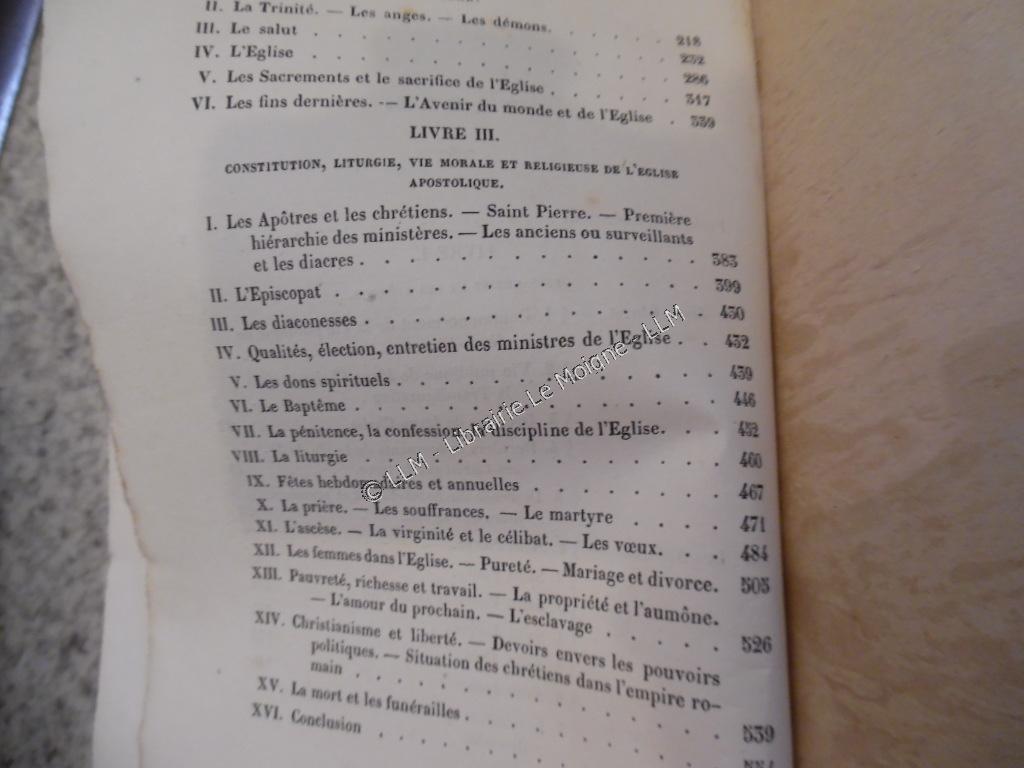 II. La Trinité. — Les anges. — Les démons. . . . . . 218
III. Le salut . . . . . . . . . . . . . 232
IV. L'Eglise . . . . . . . . . . . . . 286
V. Les Sacrements et le sacrifice de l'Eglise . . . . . . 317
VI. Les fins dernières. — L'Avenir du monde et de l'Eglise . 339
LIVRE III.
CONSTITUTION, LITURGIE, VIE MORALE ET RELIGIEUSE DE L'EGLISE
APOSTOLIQUE.
I. Les Apôtres et les chrétiens. — Saint Pierre. — Première
hiérarchie des ministères. — Les anciens ou surveillants
et les diacres . . . . . . . . . . . . . 383
II. L'Episcopat . . . . . . . . . . . . . 399
III. Les diaconesses . . . . . . . . . . . . . 430
IV. Qualités, élection, entretien des ministres de l'Eglise . . 432
V. Les dons spirituels . . . . . . . . . . . . 439
VI. Le Baptême . . . . . . . . . . . . . 446
VII. La pénitence, la confession, la discipline de l'Eglise. . . 452
VIII. La liturgie . . . . . . . . . . . . . 460
IX. Fêtes hebdomadaires et annuelles . . . . . . . 467
X. La prière. — Les souffrances. — Le martyre . . . . 471
XI. L'ascèse. — La virginité et le célibat. — Les vœux. . . 484
XII. Les femmes dans l'Eglise. — Pureté. — Mariage et divorce. 505
XIII. Pauvreté, richesse et travail. — La propriété et l'aumône.
— L'amour du prochain. — L'esclavage . . . . 526
XIV. Christianisme et liberté. — Devoirs envers les pouvoirs
politiques. — Situation des chrétiens dans l'empire ro-
main . . . . . . . . . . . . . 539
XV. La mort et les funérailles . . . . . . . .
XVI. Conclusion . . . . . . . . . .
© LLM - Librairie Le Moigne - LLM